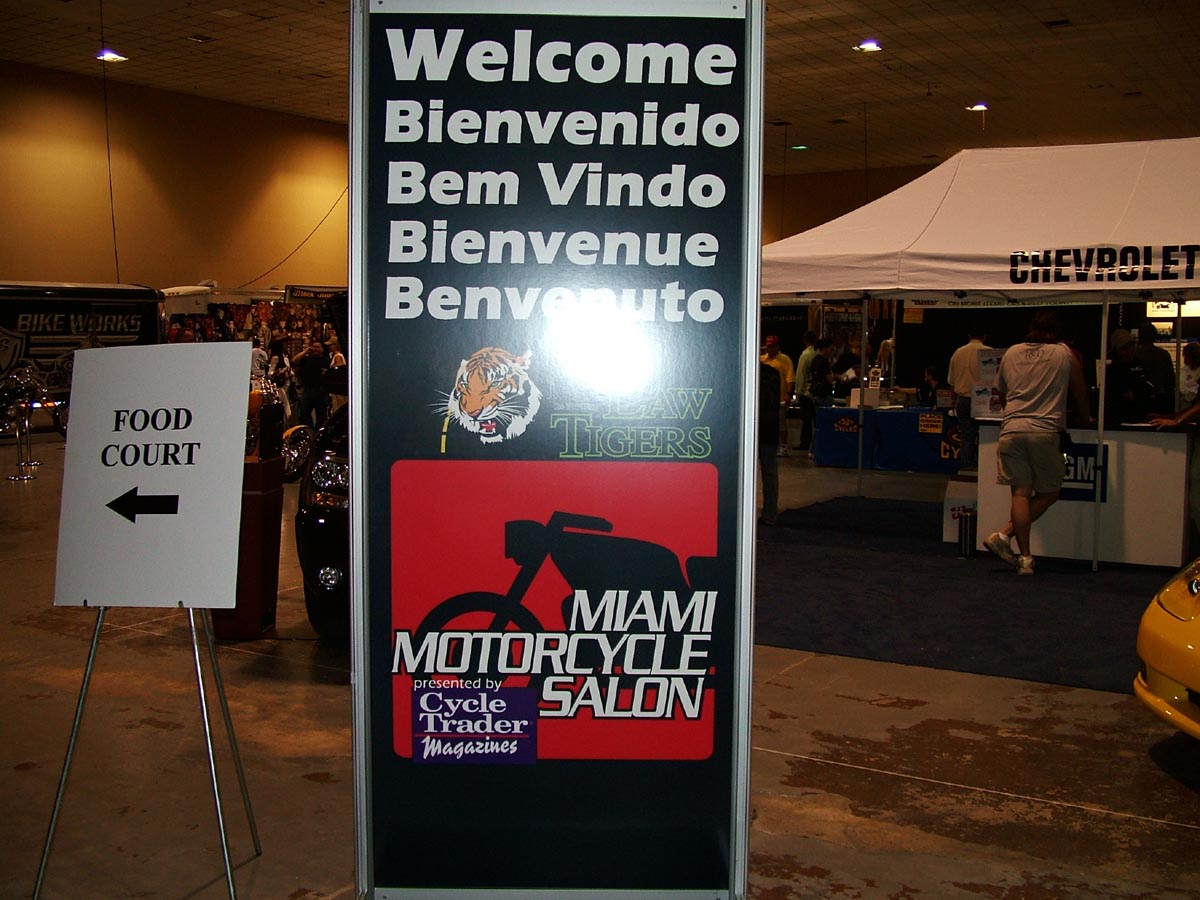 Welcome
Bienvenido
Bem Vindo
Bienvenue
Benvenuto
LAW
TIGERS
MIAMI
MOTORCYCLE
SALON
presented by
Cycle
Trader
Magazines
FOOD
COURT
BIKE WORKS
CHEVROLET
GM